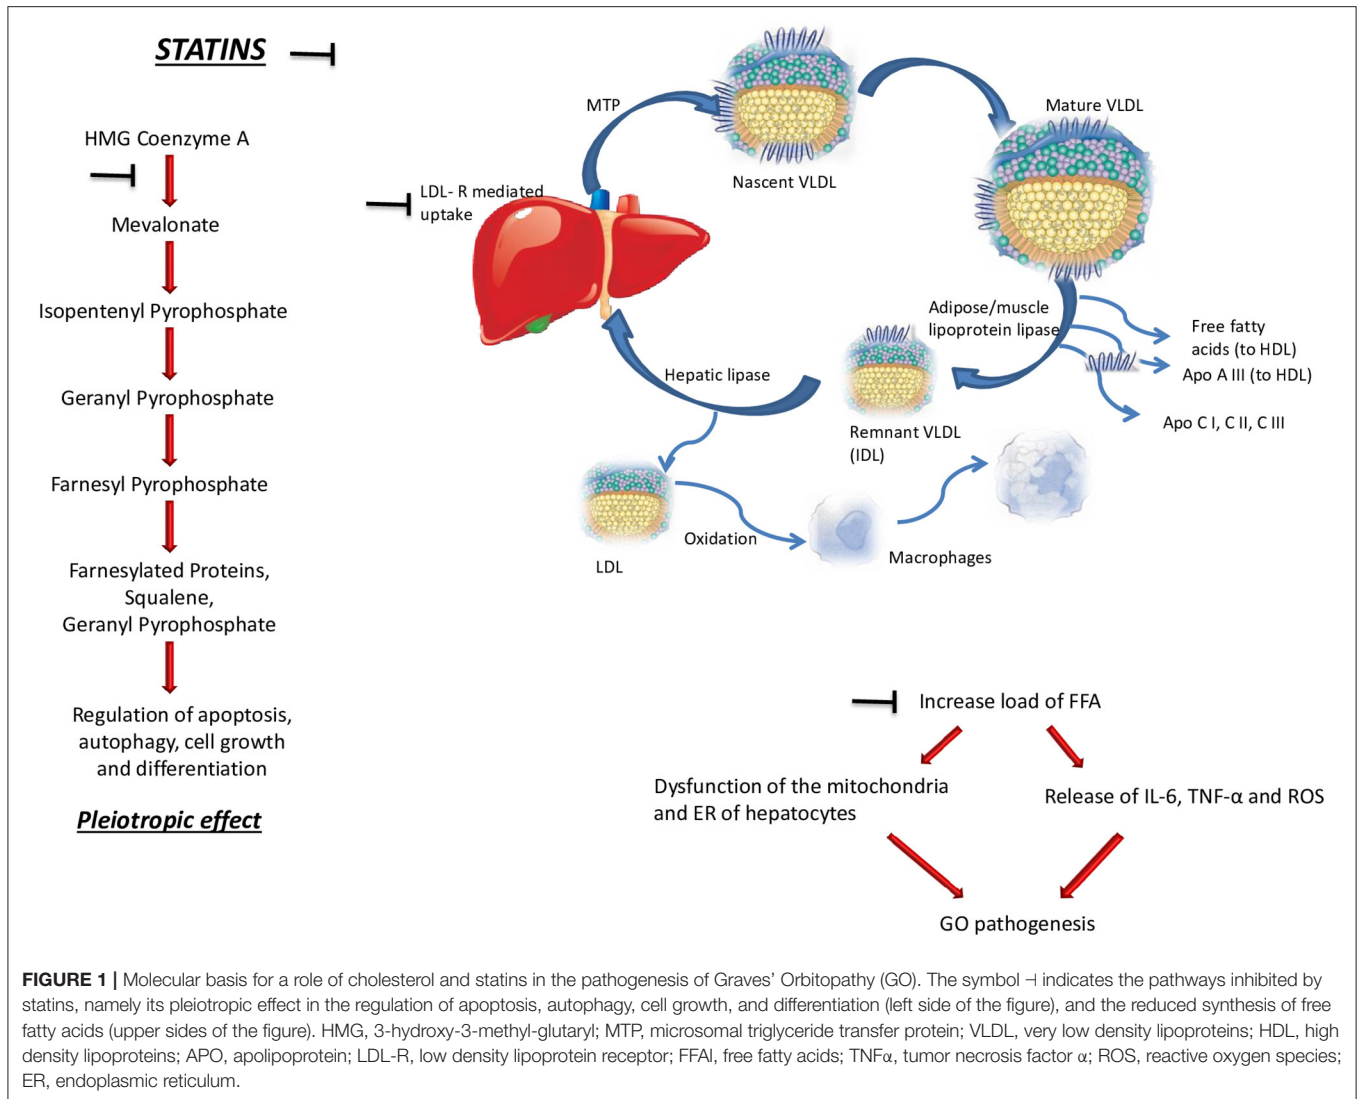 STATINS
HMG Coenzyme A
Mevalonate
Isopentenyl Pyrophosphate
Geranyl Pyrophosphate
Farnesyl Pyrophosphate
Farnesylated Proteins,
Squalene,
Geranyl Pyrophosphate
Regulation of apoptosis,
autophagy, cell growth
and differentiation
Pleiotropic effect
MTP
Nascent VLDL
Mature VLDL
LDL- R mediated
uptake
Adipose/muscle
lipoprotein lipase
Free fatty
acids (to HDL)
Apo A III (to HDL)
Apo C I, C II, C III
Hepatic lipase
Remnant VLDL
(IDL)
LDL
Oxidation
Macrophages
Increase load of FFA
Dysfunction of the mitochondria
and ER of hepatocytes
Release of IL-6, TNF-α and ROS
GO pathogenesis
FIGURE 1 | Molecular basis for a role of cholesterol and statins in the pathogenesis of Graves’ Orbitopathy (GO). The symbol ⊣ indicates the pathways inhibited by
statins, namely its pleiotropic effect in the regulation of apoptosis, autophagy, cell growth, and differentiation (left side of the figure), and the reduced synthesis of free
fatty acids (upper sides of the figure). HMG, 3-hydroxy-3-methyl-glutaryl; MTP, microsomal triglyceride transfer protein; VLDL, very low density lipoproteins; HDL, high
density lipoproteins; APO, apolipoprotein; LDL-R, low density lipoprotein receptor; FFAI, free fatty acids; TNFα, tumor necrosis factor α; ROS, reactive oxygen species;
ER, endoplasmic reticulum.